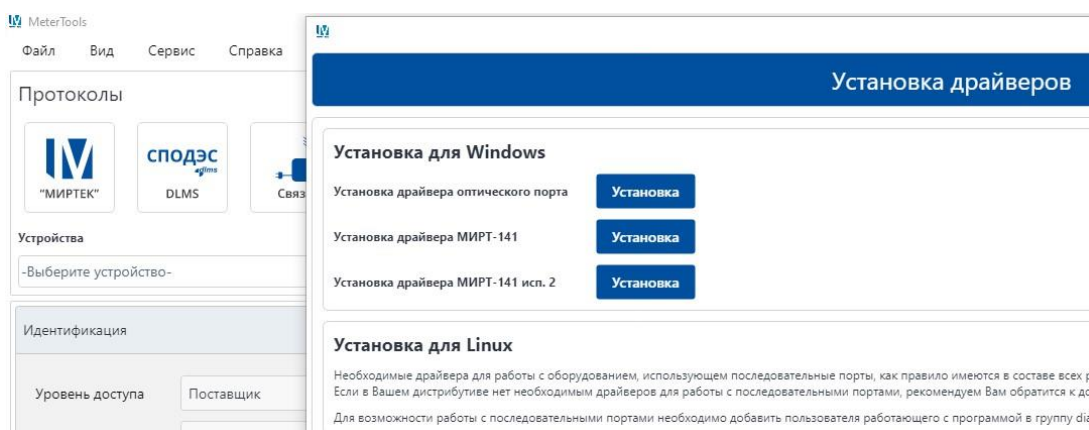 MeterTools
Файл Вид Сервис Справка
Протоколы
"МИРТЕК"
СПОДЭС
dlms
DLMS
Устройства
-Выберите устройство-
Идентификация
Уровень доступа
Поставщик
Установка драйверов
Установка для Windows
Установка драйвера оптического порта Установка
Установка драйвера МИРТ-141 Установка
Установка драйвера МИРТ-141 исп. 2 Установка
Установка для Linux
Необходимые драйвера для работы с оборудованием, использующем последовательные порты, как правило имеются в составе всех
Если в Вашем дистрибутиве нет необходимым драйверов для работы с последовательными портами, рекомендуем Вам обратится к
Для возможности работы с последовательными портами необходимо добавить пользователя работающего с программой в группу